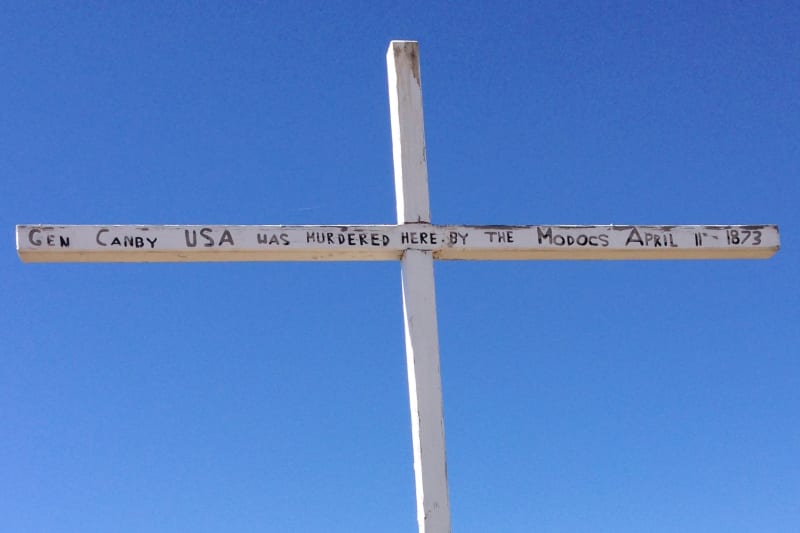 GEN CANBY USA WAS MURDERED HERE BY THE MODOCS APRIL 11TH 1873